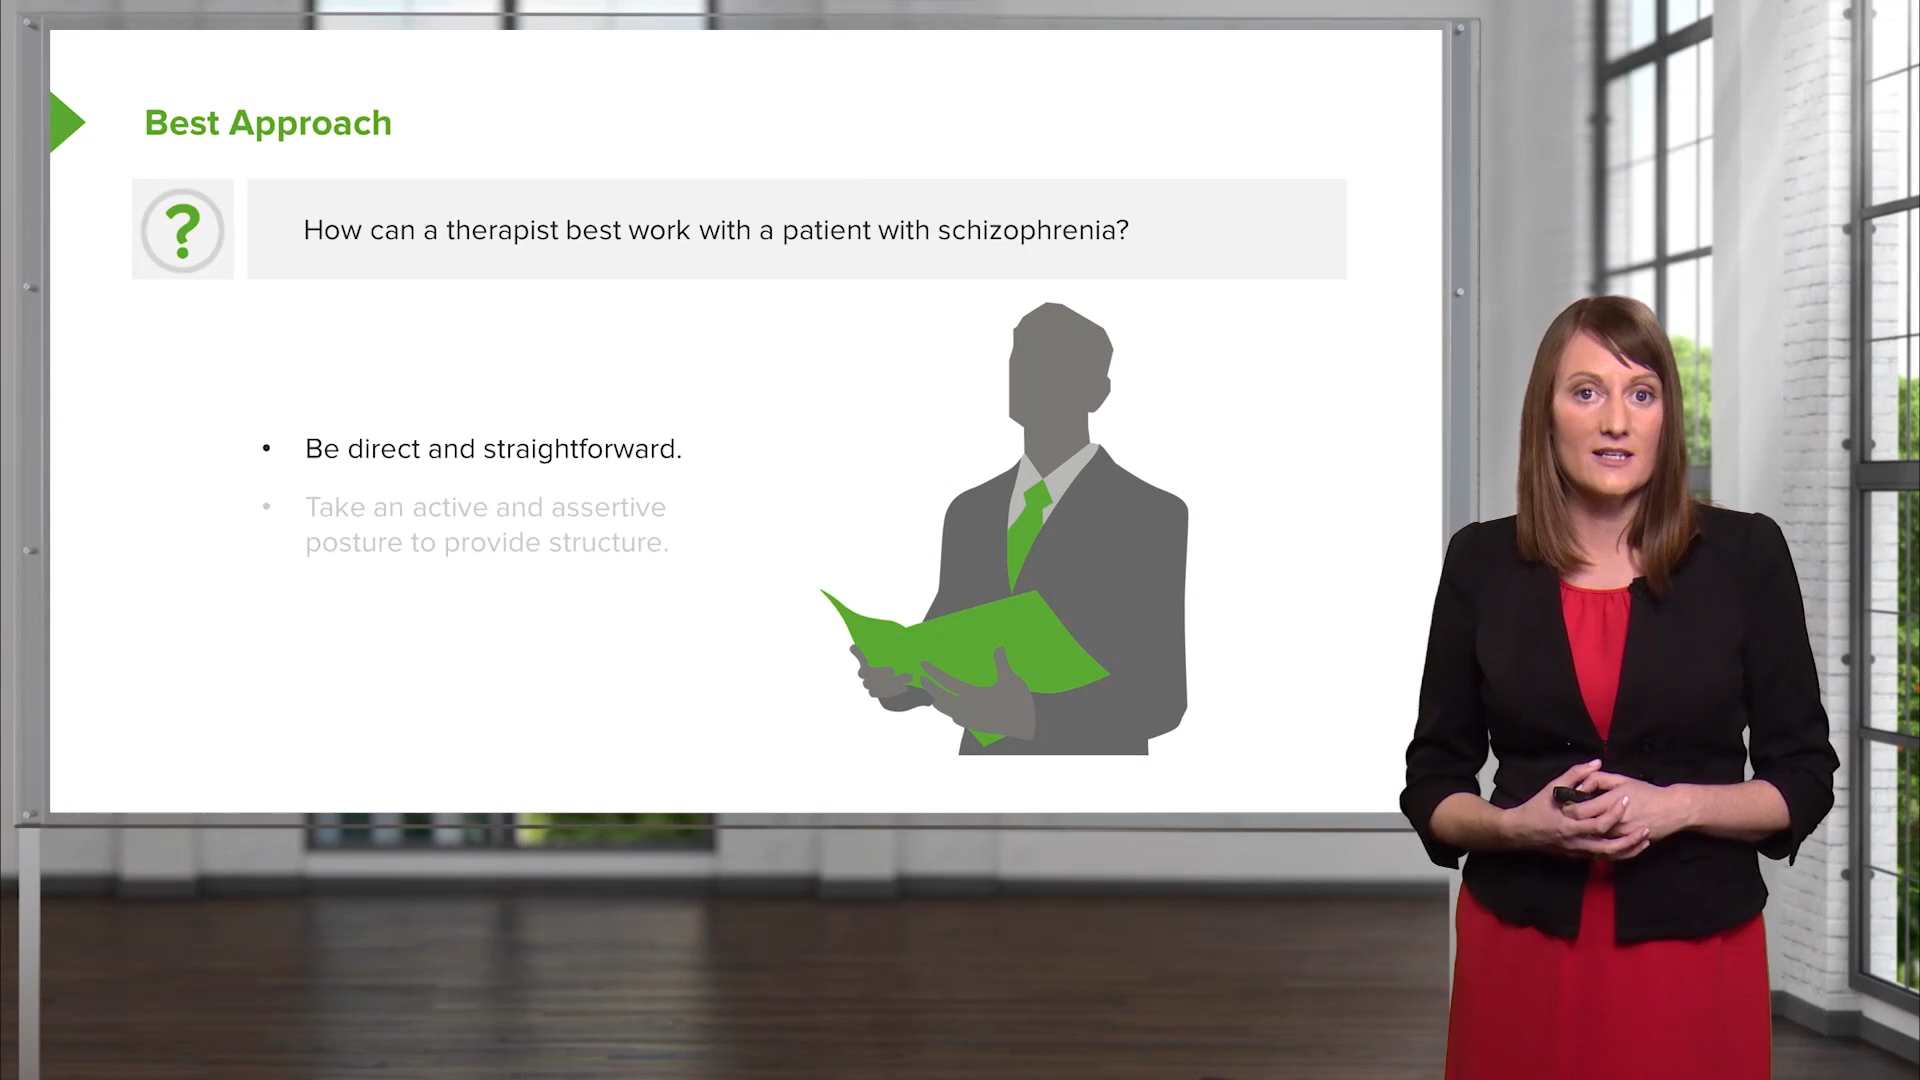 Best Approach
?
How can a therapist best work with a patient with schizophrenia?
• Be direct and straightforward.
• Take an active and assertive
posture to provide structure.